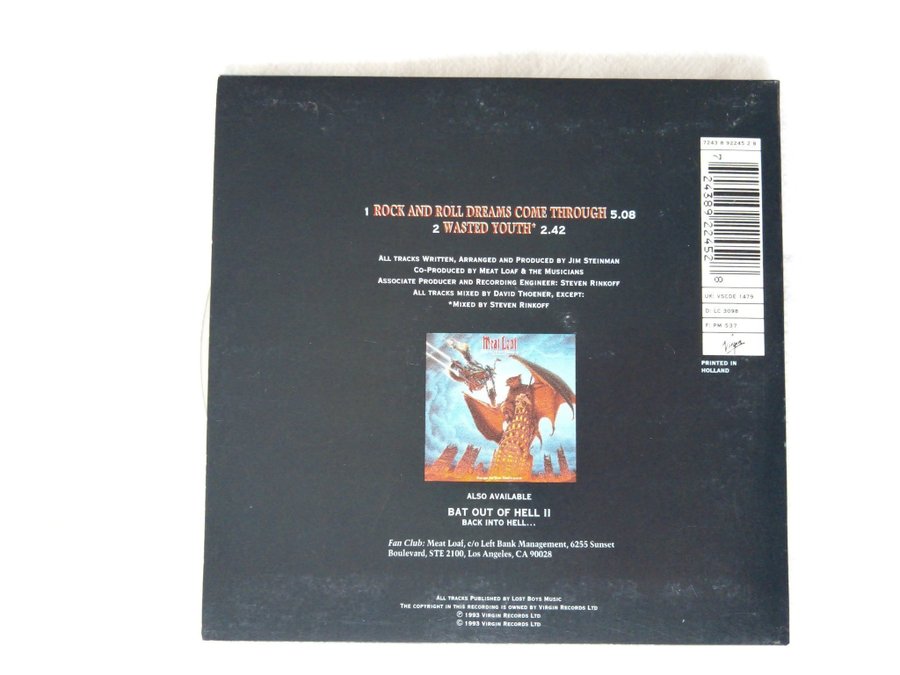 1 ROCK AND ROLL DREAMS COME THROUGH 5.08
2 WASTED YOUTH* 2.42
ALL TRACKS WRITTEN, ARRANGED AND PRODUCED BY JIM STEINMAN
CO-PRODUCED BY MEAT LOAF & THE MUSICIANS
ASSOCIATE PRODUCER AND RECORDING ENGINEER: STEVEN RINKOFF
ALL TRACKS MIXED BY DAVID THOENER, EXCEPT:
*MIXED BY STEVEN RINKOFF
Meat Loaf
ALSO AVAILABLE
BAT OUT OF HELL II
BACK INTO HELL...
Fan Club: Meat Loaf, c/o Left Bank Management, 6255 Sunset
Boulevard, STE 2100, Los Angeles, CA 90028
ALL TRACKS PUBLISHED BY LOST BOYS MUSIC
THE COPYRIGHT IN THIS RECORDING IS OWNED BY VIRGIN RECORDS LTD
℗ 1993 VIRGIN RECORDS LTD
© 1993 VIRGIN RECORDS LTD
7243 8 92245 2 8
7 24389 22452 8
UK: VSCDE 1479
D: LC 3098
F: PM 537
Virgin
PRINTED IN
HOLLAND